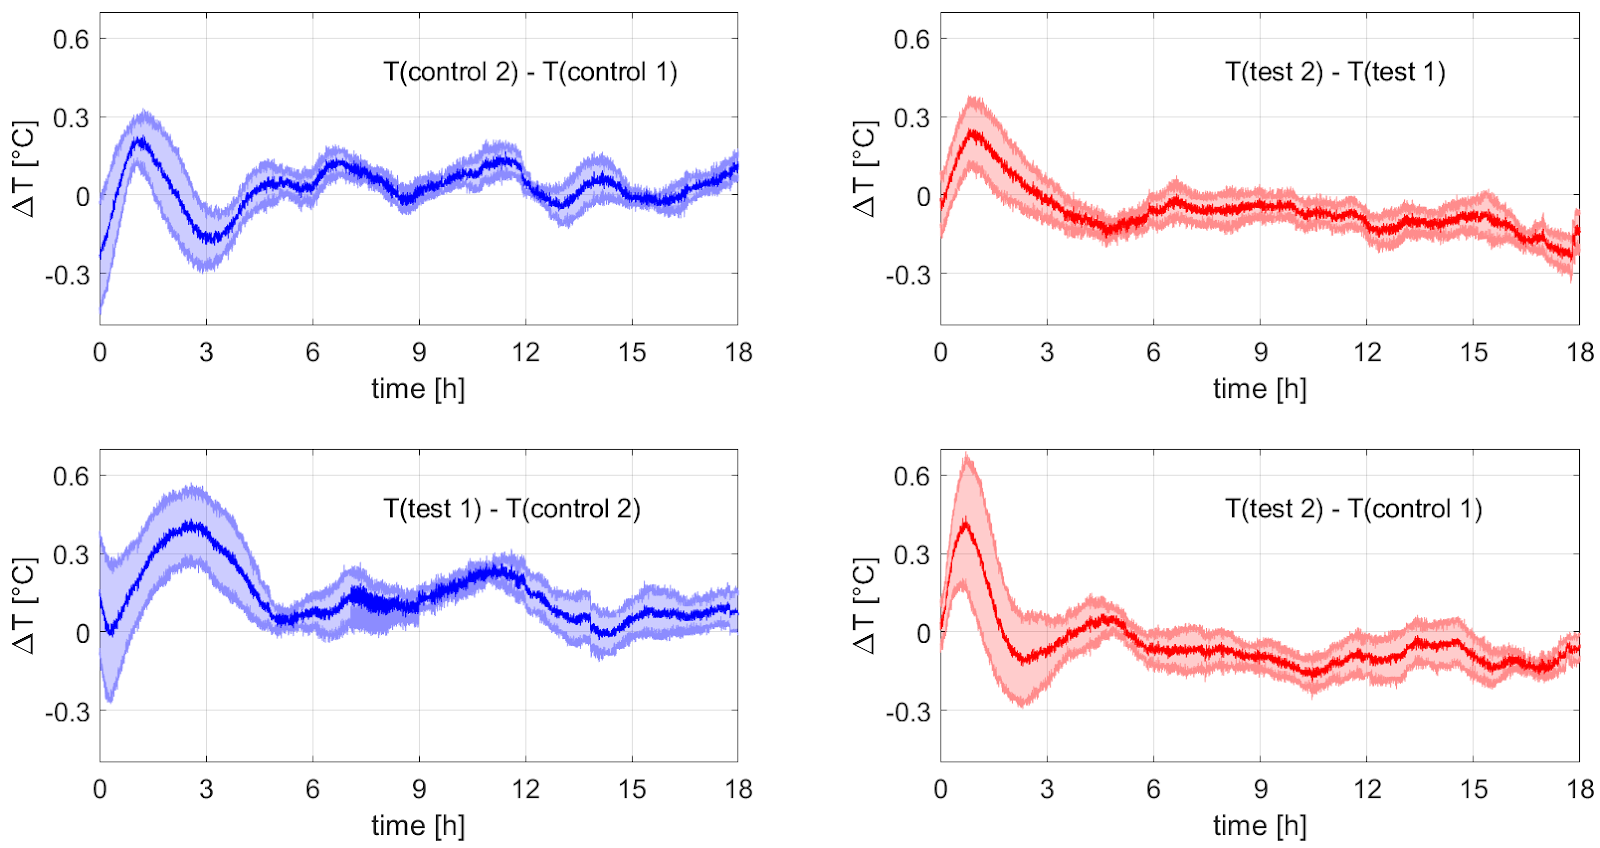 0.6
0.3
0
-0.3
ΔT [°C]
T(control 2) - T(control 1)
0 3 6 9 12 15 18
time [h]
0.6
0.3
0
-0.3
ΔT [°C]
T(test 2) - T(test 1)
0 3 6 9 12 15 18
time [h]
0.6
0.3
0
-0.3
ΔT [°C]
T(test 1) - T(control 2)
0 3 6 9 12 15 18
time [h]
0.6
0.3
0
-0.3
ΔT [°C]
T(test 2) - T(control 1)
0 3 6 9 12 15 18
time [h]